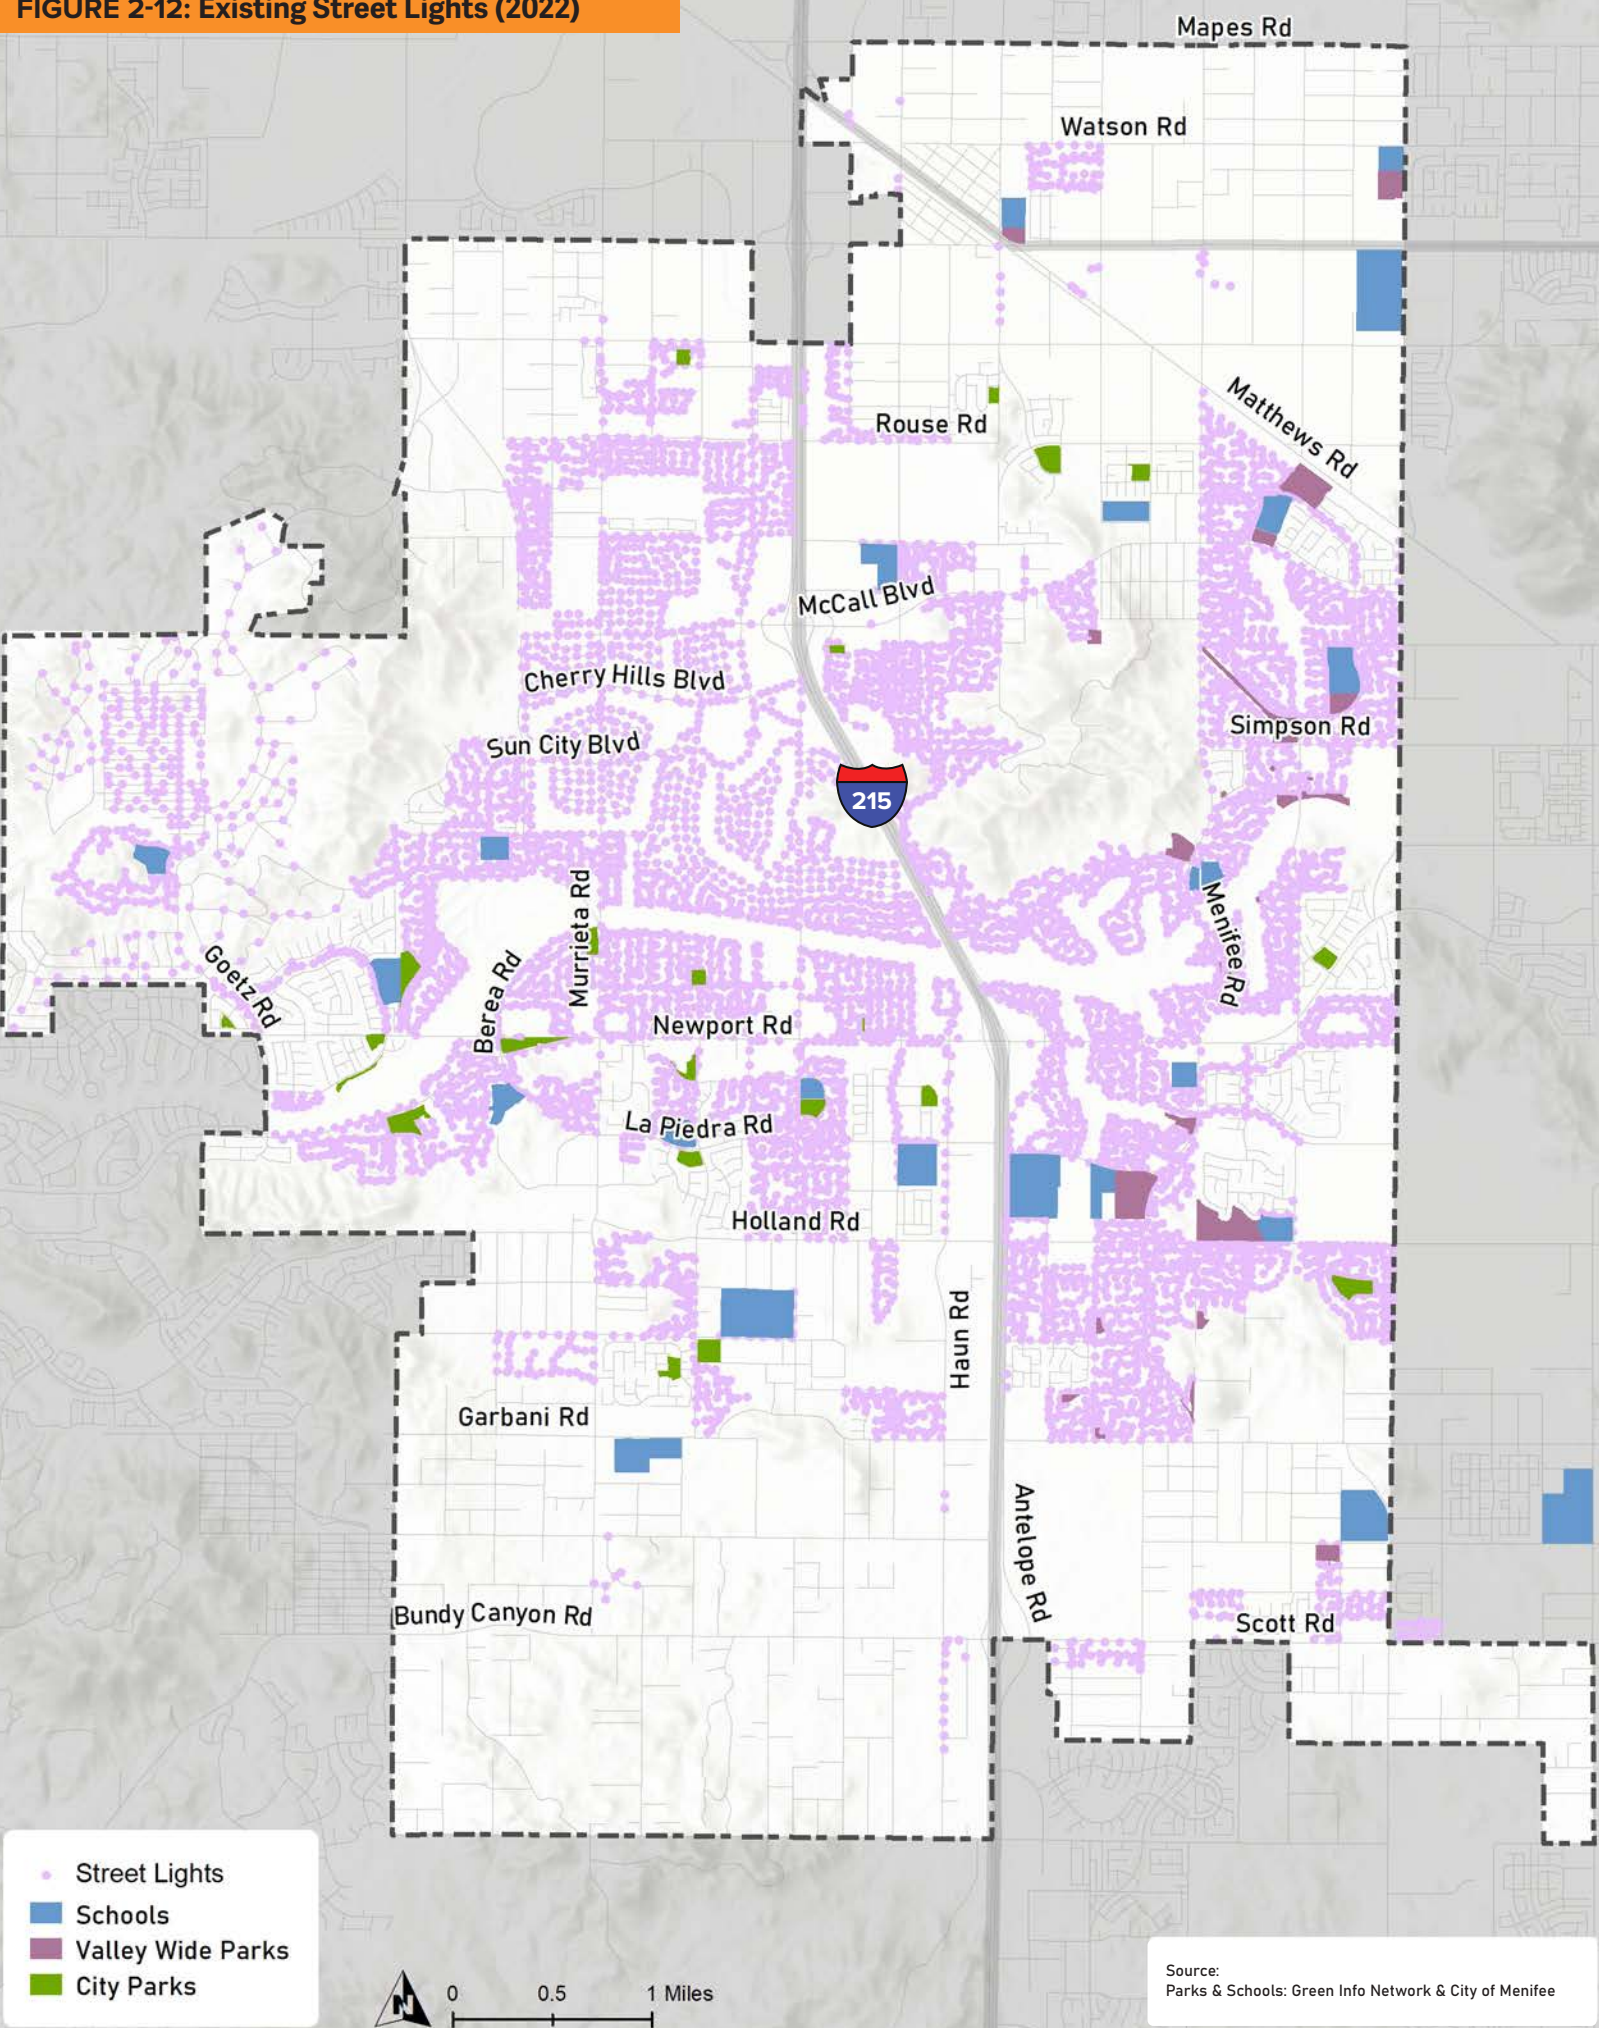 FIGURE 2-12: Existing Street Lights (2022)
Mapes Rd
Watson Rd
Matthews Rd
Rouse Rd
McCall Blvd
Cherry Hills Blvd
Simpson Rd
Sun City Blvd
215
Menifee Rd
Murrieta Rd
Goetz Rd
Berea Rd
Newport Rd
La Piedra Rd
Holland Rd
Haun Rd
Garbani Rd
Antelope Rd
Bundy Canyon Rd
Scott Rd
Street Lights
Schools
Valley Wide Parks
City Parks
N
0 0.5 1 Miles
Source:
Parks & Schools: Green Info Network & City of Menifee